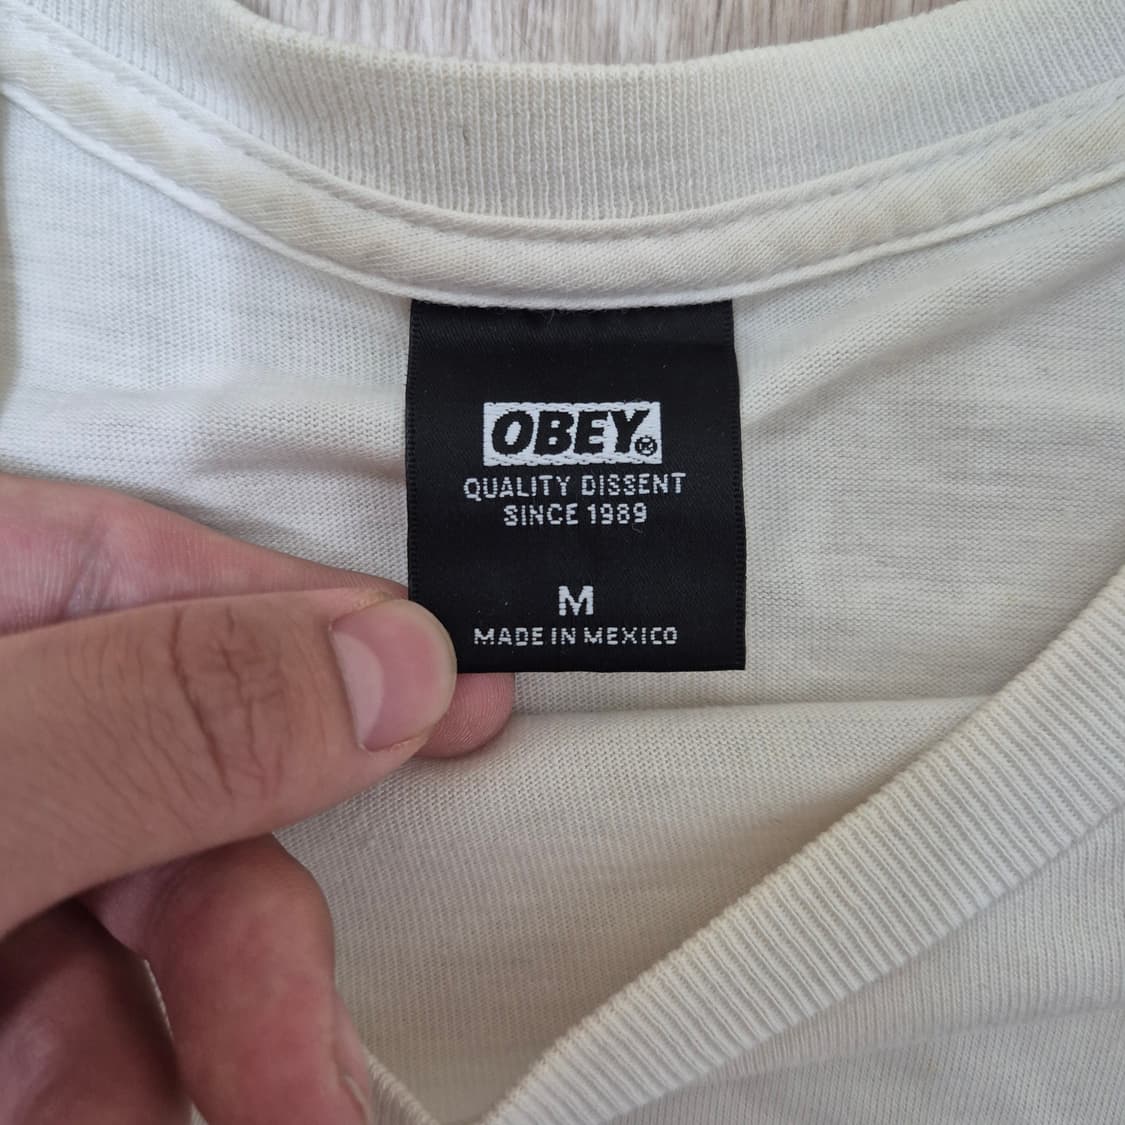 OBEY®
QUALITY DISSENT
SINCE 1989
M
MADE IN MEXICO